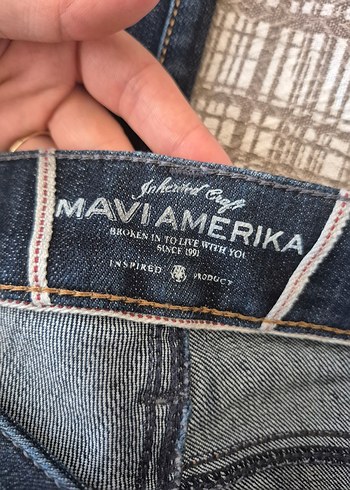 Inherited Craft
MAVI AMERIKA
BROKEN IN TO LIVE WITH YOU
SINCE 1991
INSPIRED PRODUCT